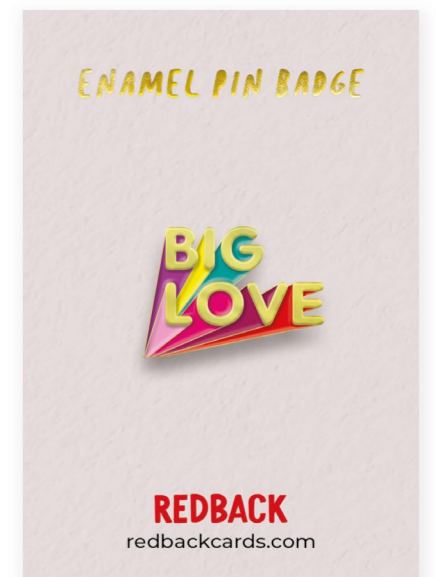 ENAMEL PIN BADGE
BIG
LOVE
REDBACK
redbackcards.com